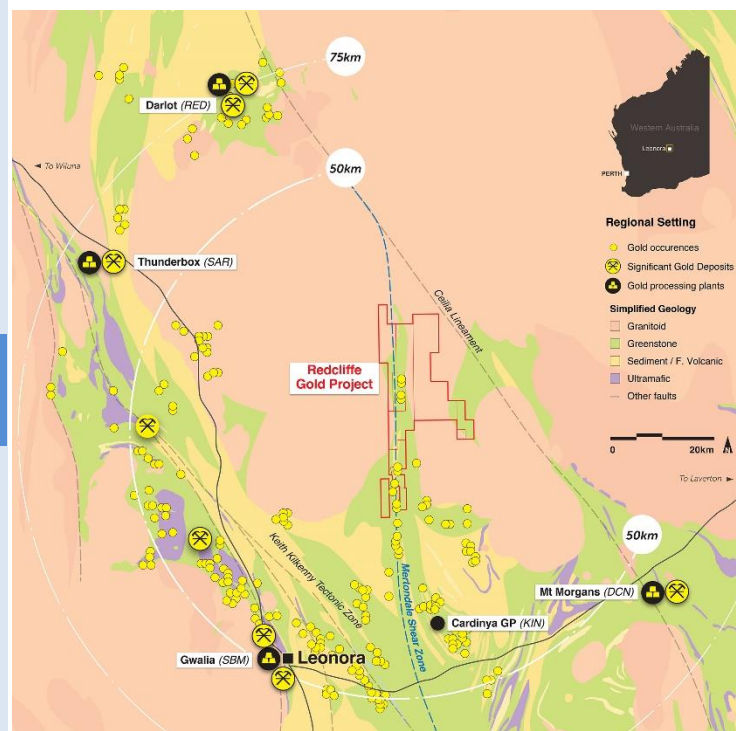 75km
Darlot (RED)
50km
To Wiluna
Western Australia
Leonora
PERTH
Thunderbox (SAR)
Regional Setting
Gold occurences
Significant Gold Deposits
Gold processing plants
Simplified Geology
Granitoid
Greenstone
Sediment / F. Volcanic
Ultramafic
Other faults
0 20km
N
Ceilia Lineament
Redcliffe
Gold Project
To Laverton
50km
Keith Kilkenny Tectonic Zone
Mertondale Shear Zone
Mt Morgans (DCN)
Cardinya GP (KIN)
Gwalia (SBM)
Leonora